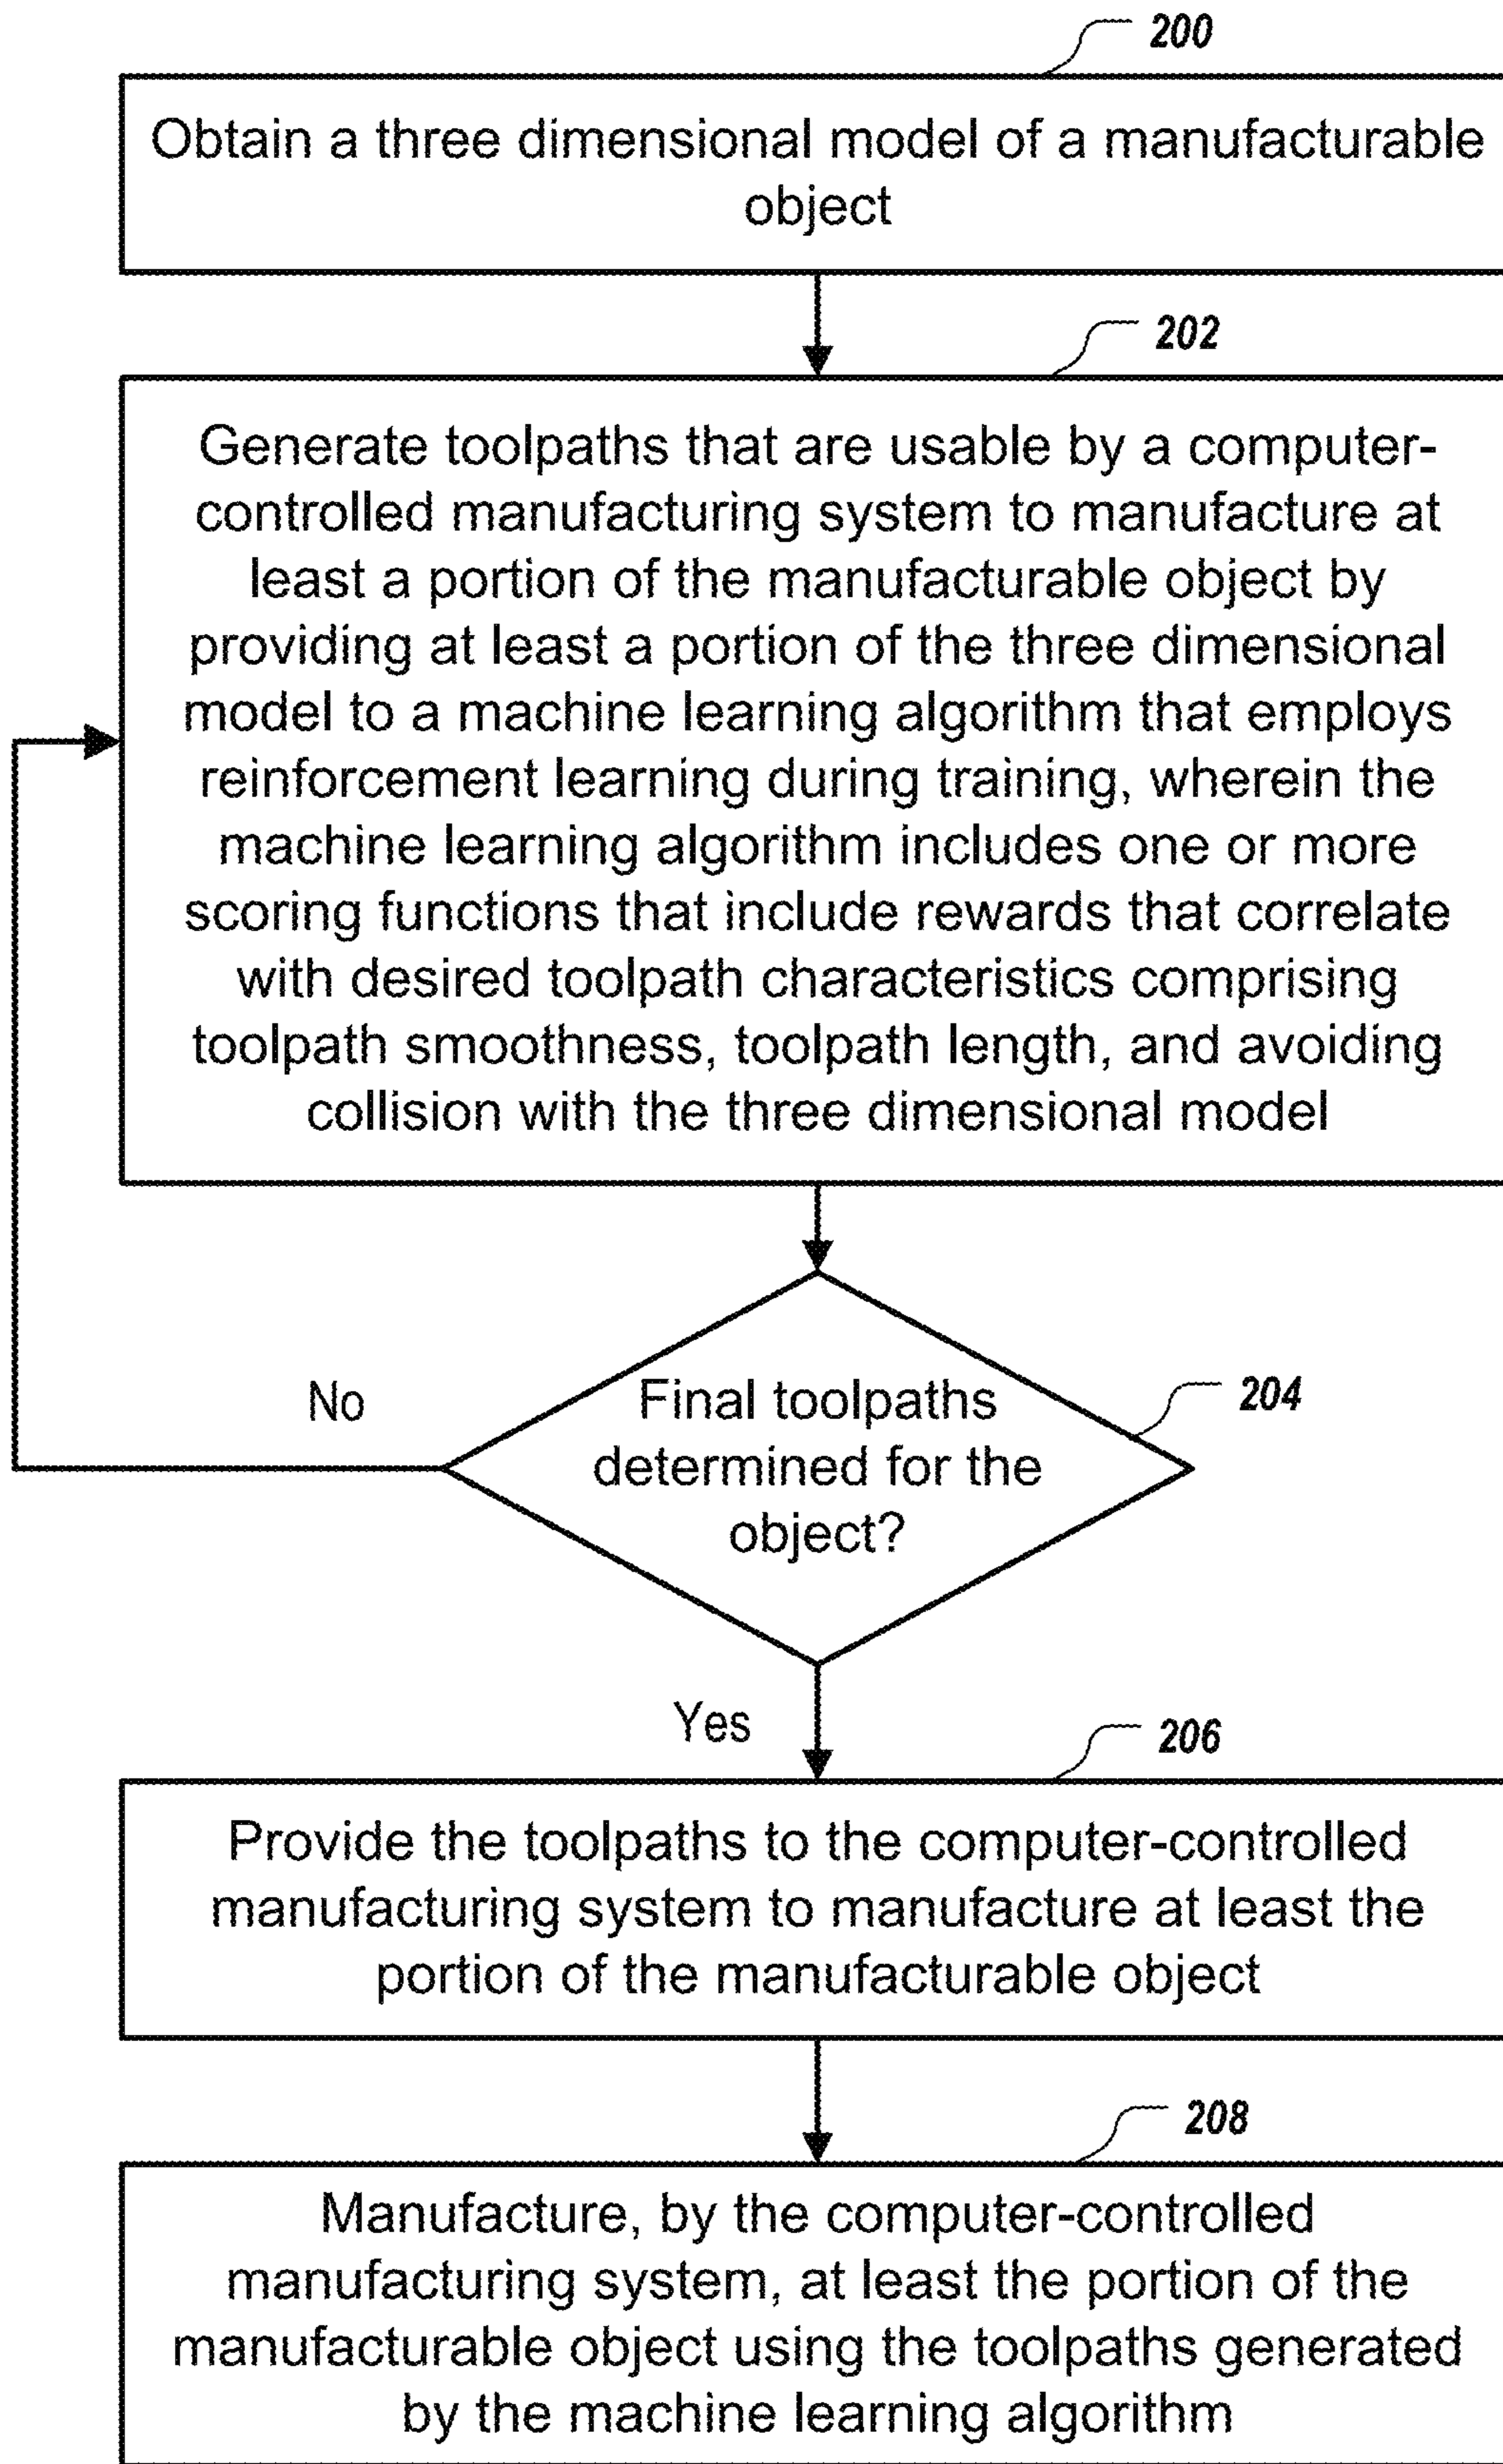 200
Obtain a three dimensional model of a manufacturable
object
202
Generate toolpaths that are usable by a computer-
controlled manufacturing system to manufacture at
least a portion of the manufacturable object by
providing at least a portion of the three dimensional
model to a machine learning algorithm that employs
reinforcement learning during training, wherein the
machine learning algorithm includes one or more
scoring functions that include rewards that correlate
with desired toolpath characteristics comprising
toolpath smoothness, toolpath length, and avoiding
collision with the three dimensional model
No
Final toolpaths
determined for the
object?
204
Yes
206
Provide the toolpaths to the computer-controlled
manufacturing system to manufacture at least the
portion of the manufacturable object
208
Manufacture, by the computer-controlled
manufacturing system, at least the portion of the
manufacturable object using the toolpaths generated
by the machine learning algorithm